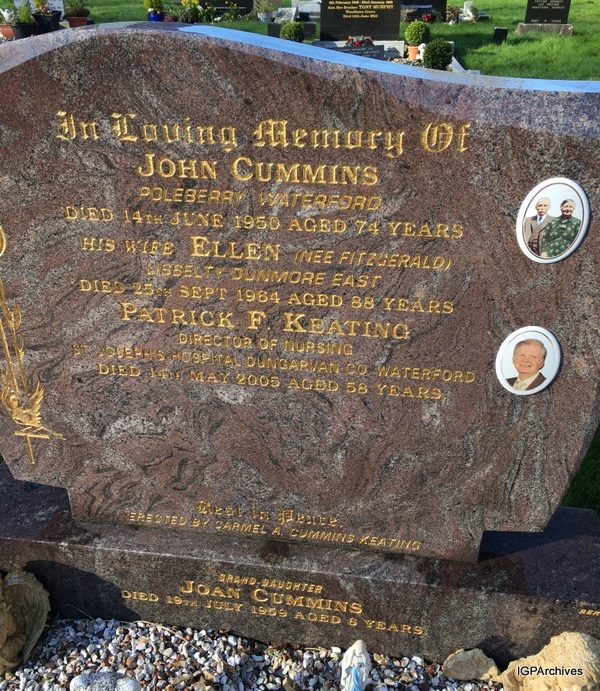 In Loving Memory Of
JOHN CUMMINS
POLEBERRY WATERFORD
DIED 14TH JUNE 1950 AGED 74 YEARS
HIS WIFE ELLEN (NEE FITZGERALD)
LISSELTY DUNMORE EAST
DIED 25TH SEPT 1964 AGED 88 YEARS
PATRICK F. KEATING
DIRECTOR OF NURSING
ST. JOSEPH'S HOSPITAL DUNGARVAN CO. WATERFORD
DIED 14TH MAY 2005 AGED 58 YEARS
Rest in Peace.
ERECTED BY CARMEL A. CUMMINS KEATING
GRAND-DAUGHTER
JOAN CUMMINS
DIED 19TH JULY 1959 AGED 6 YEARS
IGPArchives